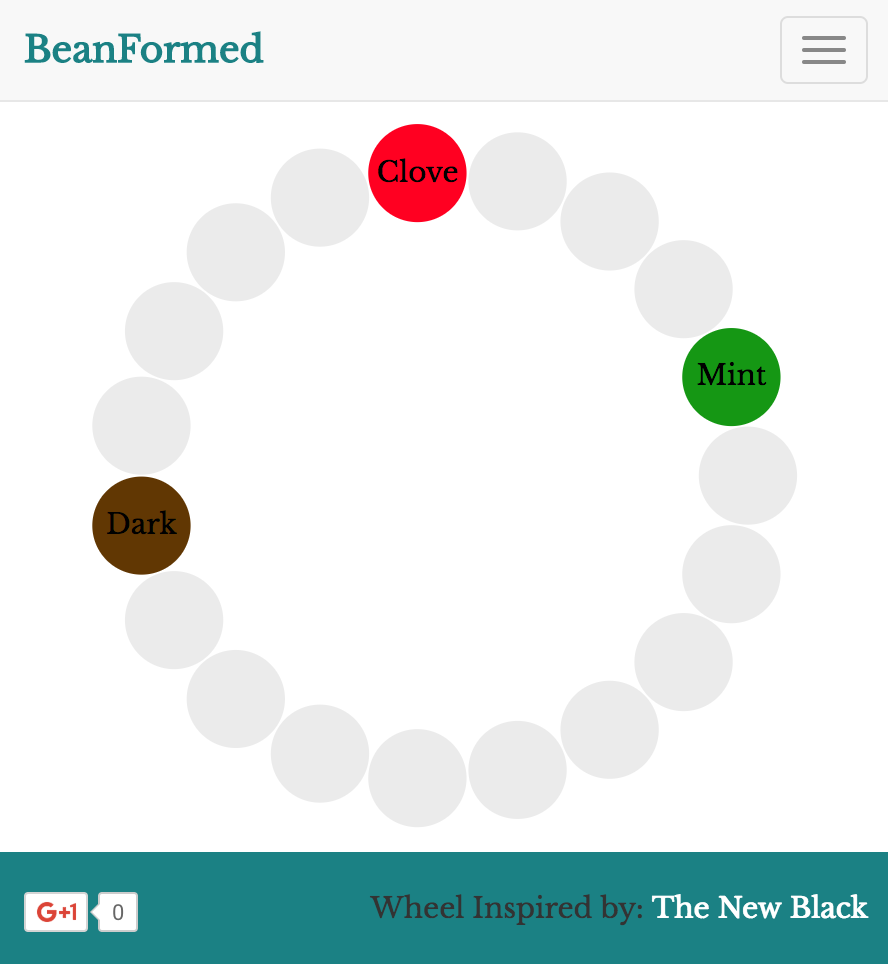 BeanFormed
Clove
Mint
Dark
G+1 0
Wheel Inspired by: The New Black